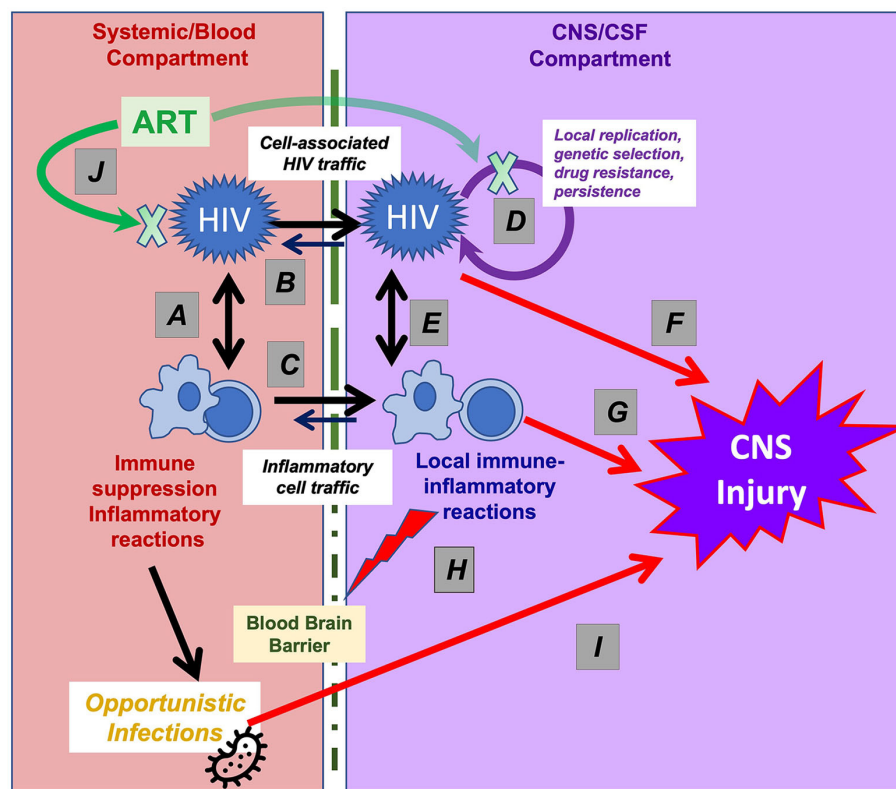 Systemic/Blood
Compartment
CNS/CSF
Compartment
ART
Cell-associated
HIV traffic
Local replication,
genetic selection,
drug resistance,
persistence
J
HIV
HIV
D
B
A
E
F
C
G
CNS
Injury
Immune
suppression
Inflammatory
reactions
Inflammatory
cell traffic
Local immune-
inflammatory
reactions
H
Blood Brain
Barrier
I
Opportunistic
Infections